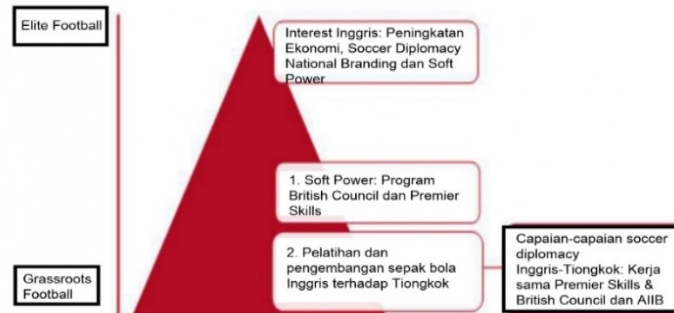 Elite Football
Interest Inggris: Peningkatan
Ekonomi, Soccer Diplomacy
National Branding dan Soft
Power
1. Soft Power: Program
British Council dan Premier
Skills
2. Pelatihan dan
pengembangan sepak bola
Inggris terhadap Tiongkok
Capaian-capaian soccer
diplomacy
Inggris-Tiongkok: Kerja
sama Premier Skills &
British Council dan AIIB
Grassroots
Football